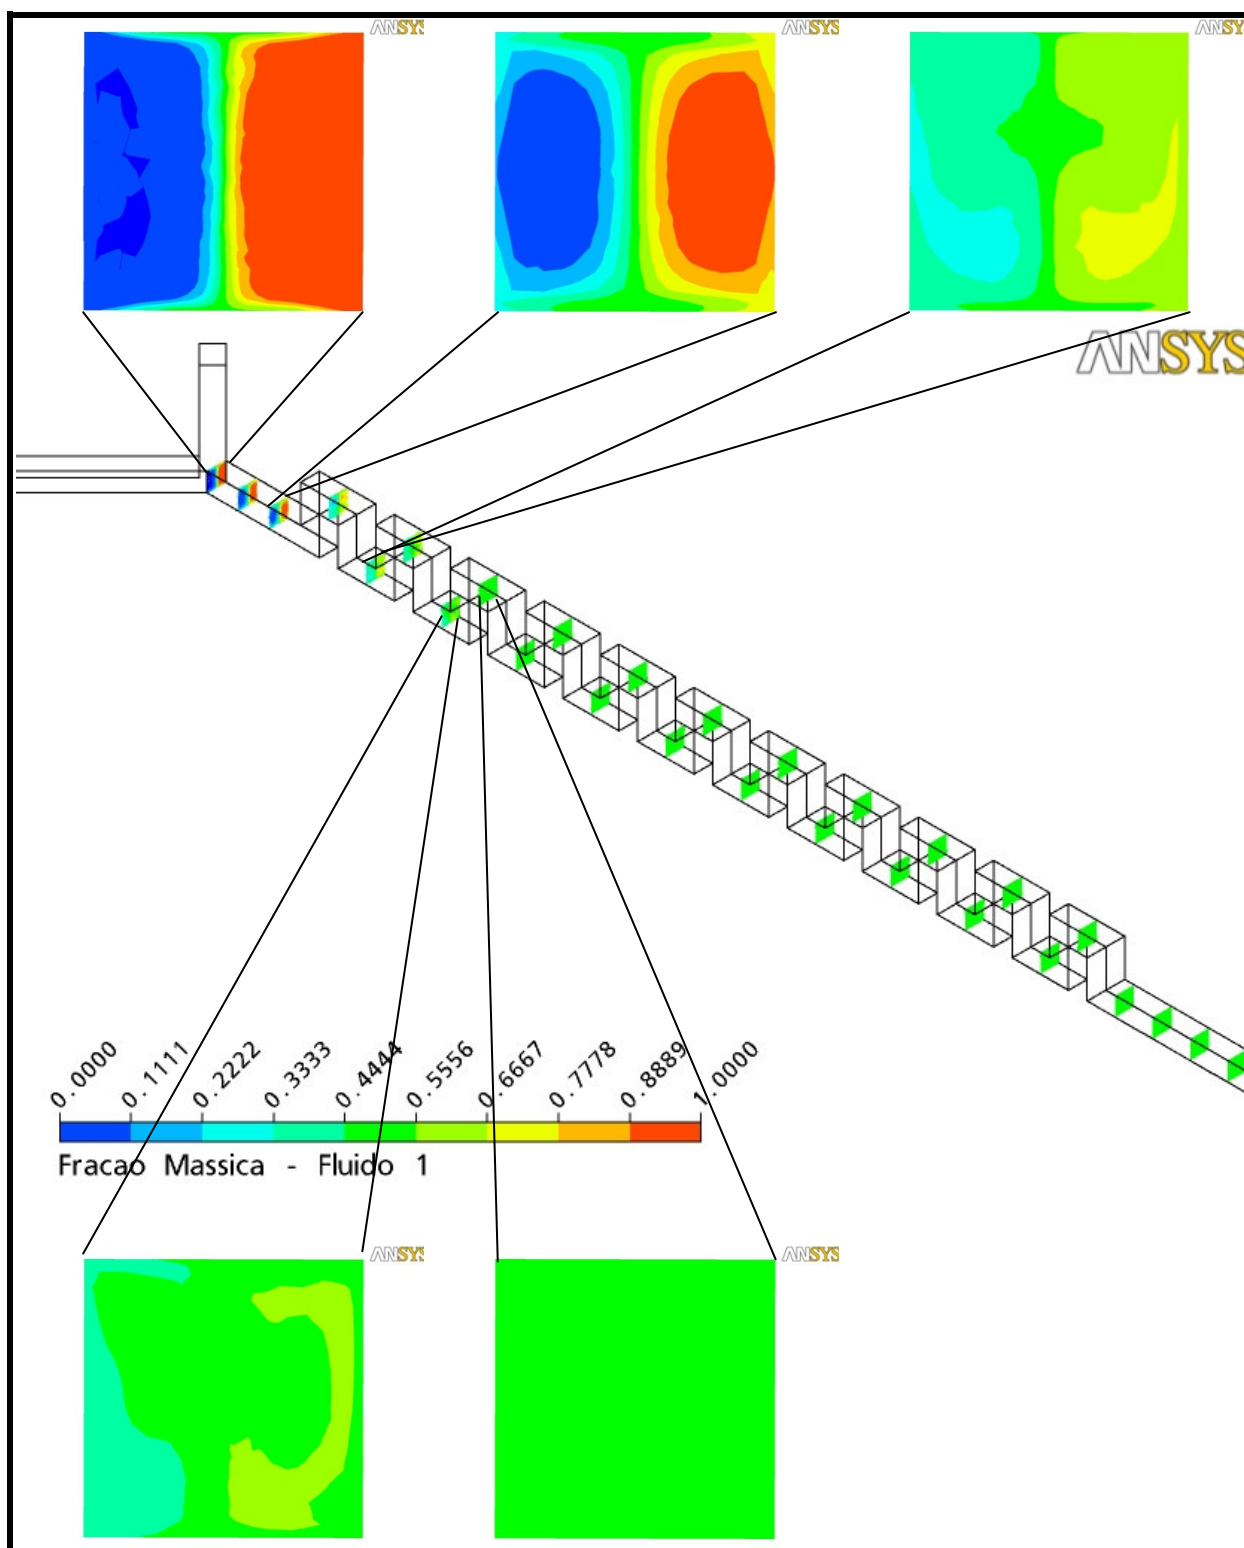 ANSYS
ANSYS
ANSYS
ANSYS
0.0000 0.1111 0.2222 0.3333 0.4444 0.5556 0.6667 0.7778 0.8889 1.0000
Fracao Massica - Fluido 1
ANSYS
ANSYS